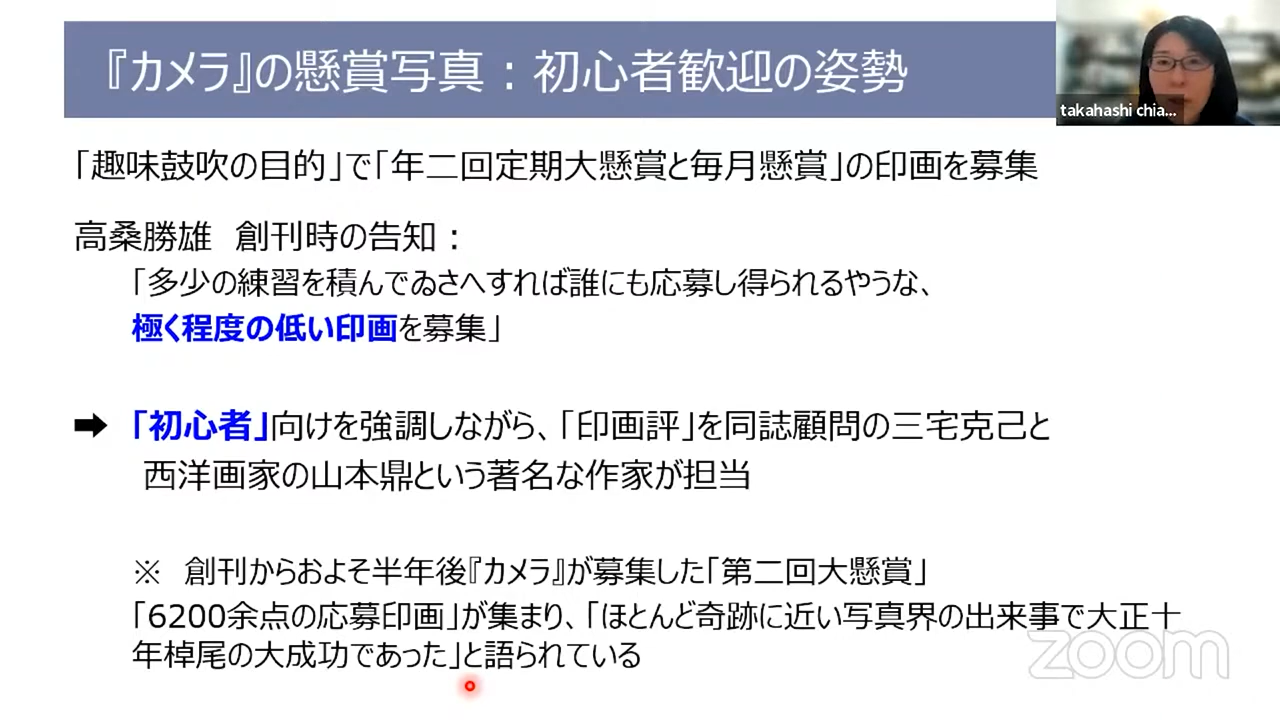 『カメラ』の懸賞写真：初心者歓迎の姿勢
takahashi chia...
「趣味鼓吹の目的」で「年二回定期大懸賞と毎月懸賞」の印画を募集
高桑勝雄　創刊時の告知：
「多少の練習を積んでゐさへすれば誰にも応募し得られるやうな、
極く程度の低い印画を募集」
➡ 「初心者」向けを強調しながら、「印画評」を同誌顧問の三宅克己と
西洋画家の山本鼎という著名な作家が担当
※　創刊からおよそ半年後『カメラ』が募集した「第二回大懸賞」
「6200余点の応募印画」が集まり、「ほとんど奇跡に近い写真界の出来事で大正十
年棹尾の大成功であった」と語られている
zoom